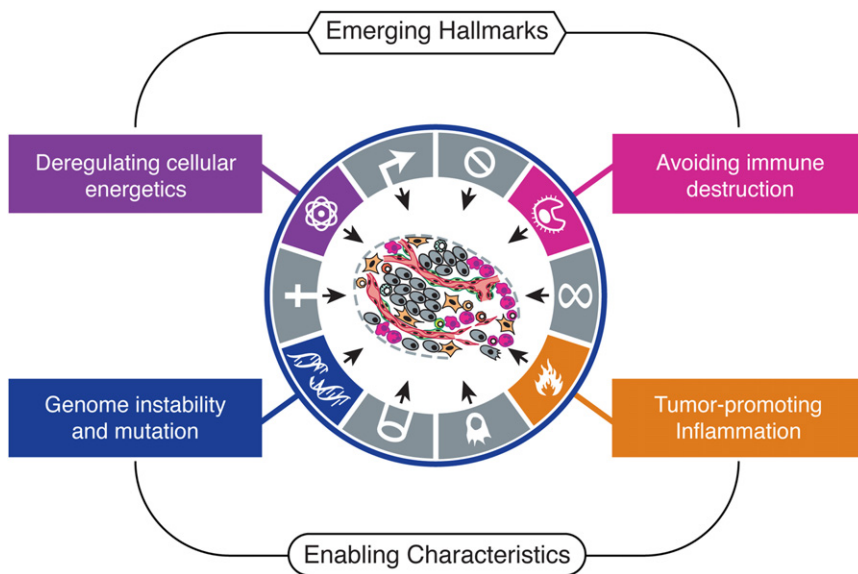 Emerging Hallmarks
Deregulating cellular
energetics
Avoiding immune
destruction
Genome instability
and mutation
Tumor-promoting
Inflammation
Enabling Characteristics